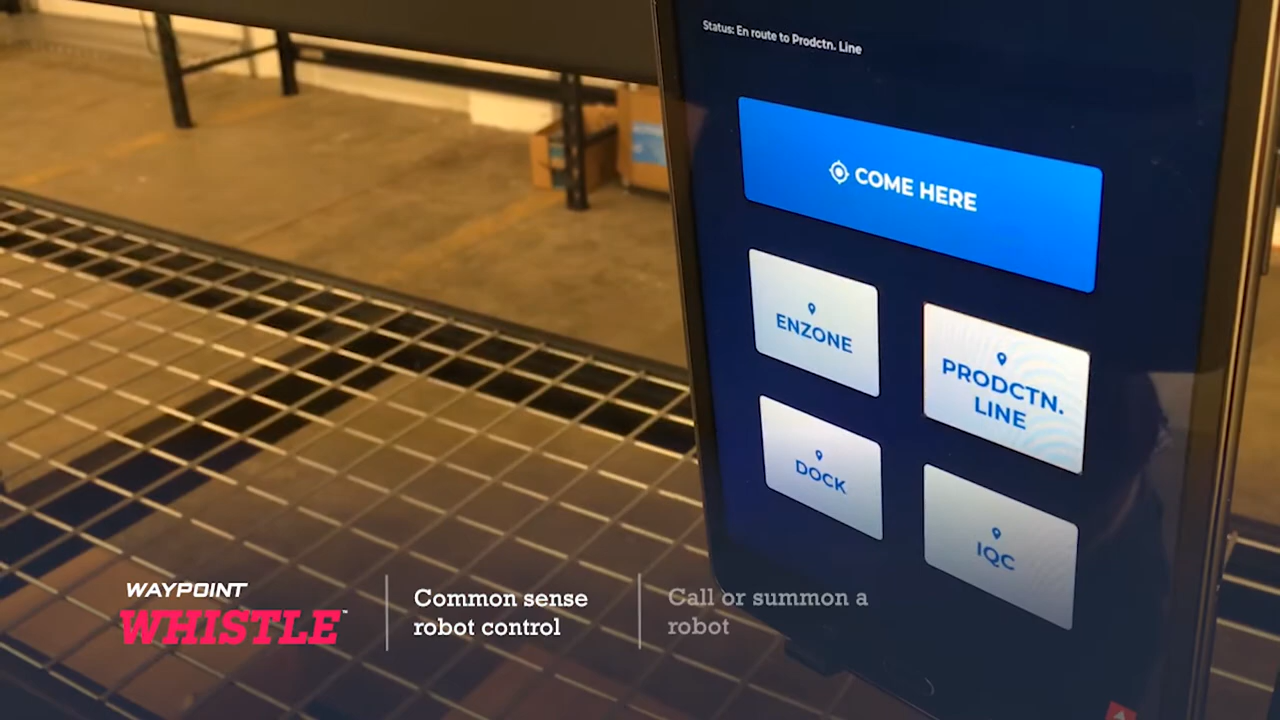 Status: En route to Prodctn. Line
COME HERE
ENZONE
PRODCTN.
LINE
DOCK
IQC
WAYPOINT
WHISTLE™
Common sense
robot control
Call or summon a
robot